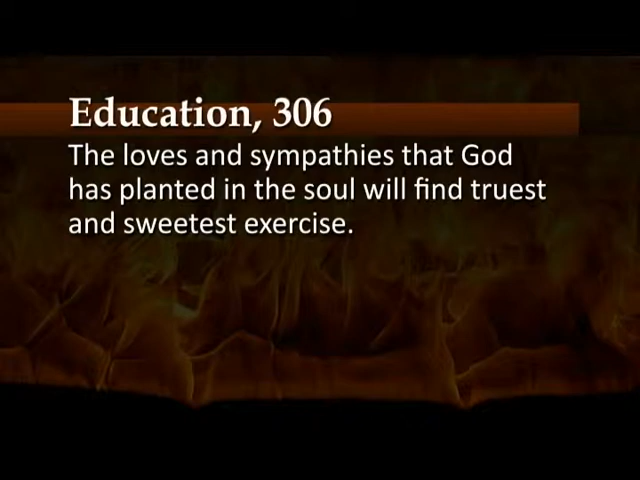 Education, 306
The loves and sympathies that God
has planted in the soul will find truest
and sweetest exercise.